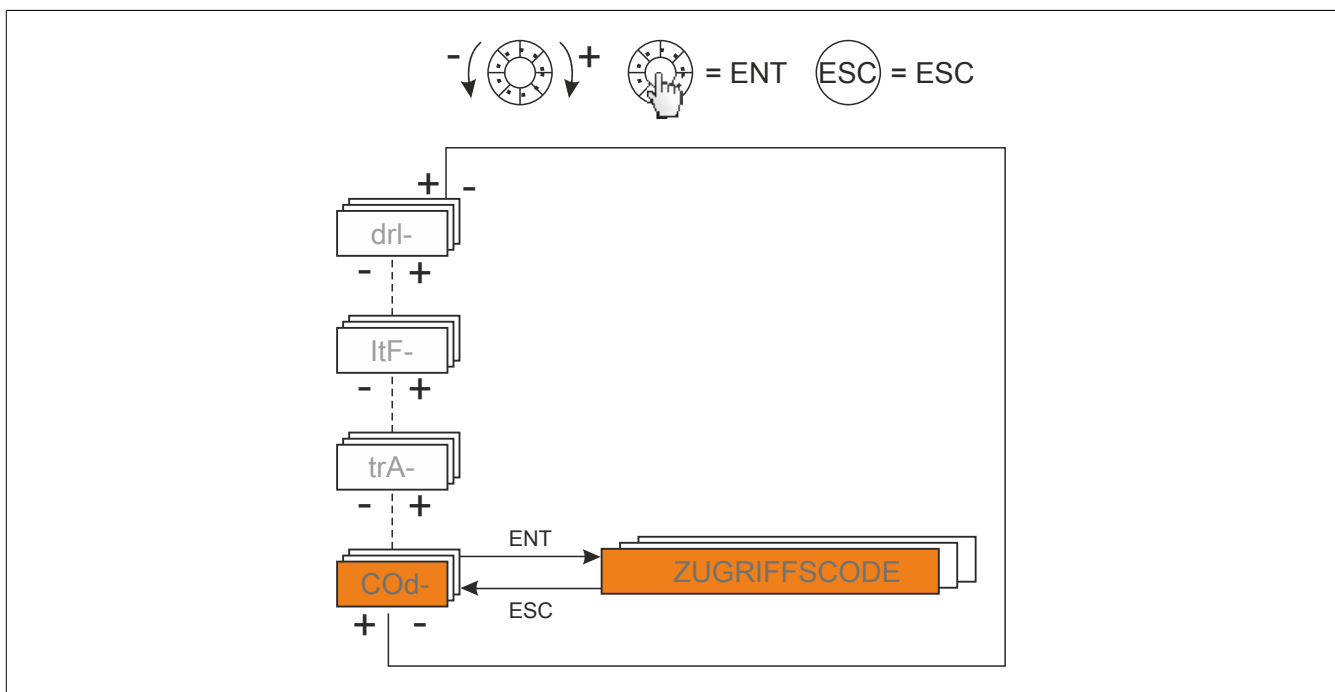 - + = ENT ESC = ESC
+ -
drI-
- +
ItF-
- +
trA-
- +
ENT
COd- ZUGRIFFSCODE
ESC
+ -